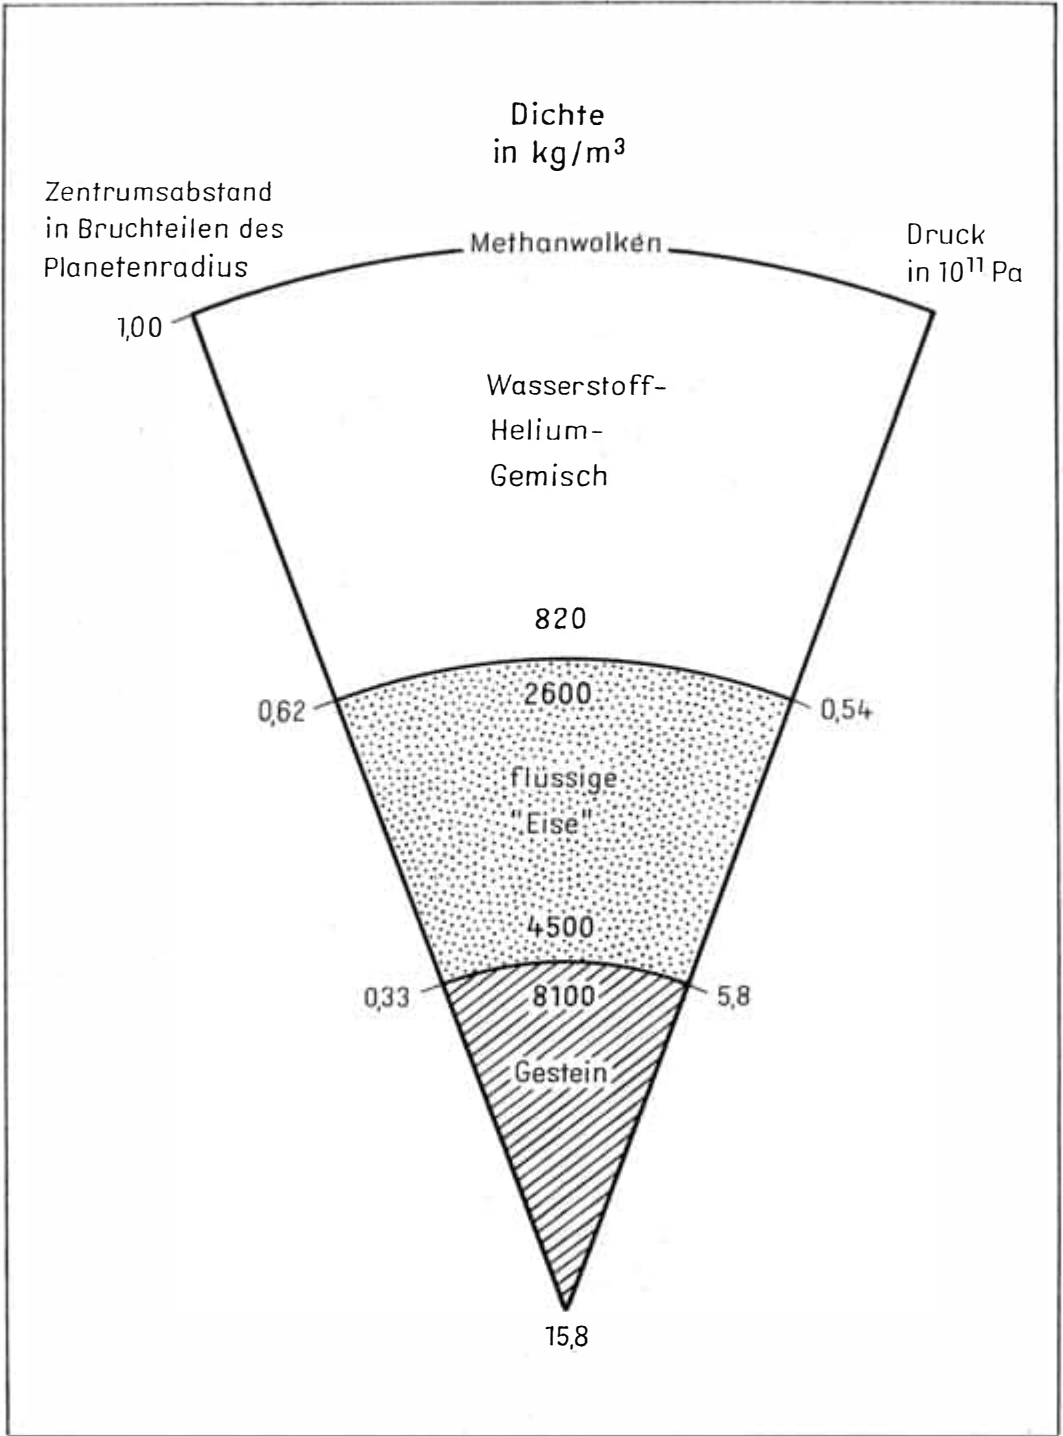 Dichte
in kg/m³
Zentrumsabstand
in Bruchteilen des
Planetenradius
Methanwolken
Druck
in 10¹¹ Pa
1,00
Wasserstoff-
Helium-
Gemisch
820
0,62
2600
0,54
flüssige
"Eise"
4500
0,33
8100
5,8
Gestein
15,8